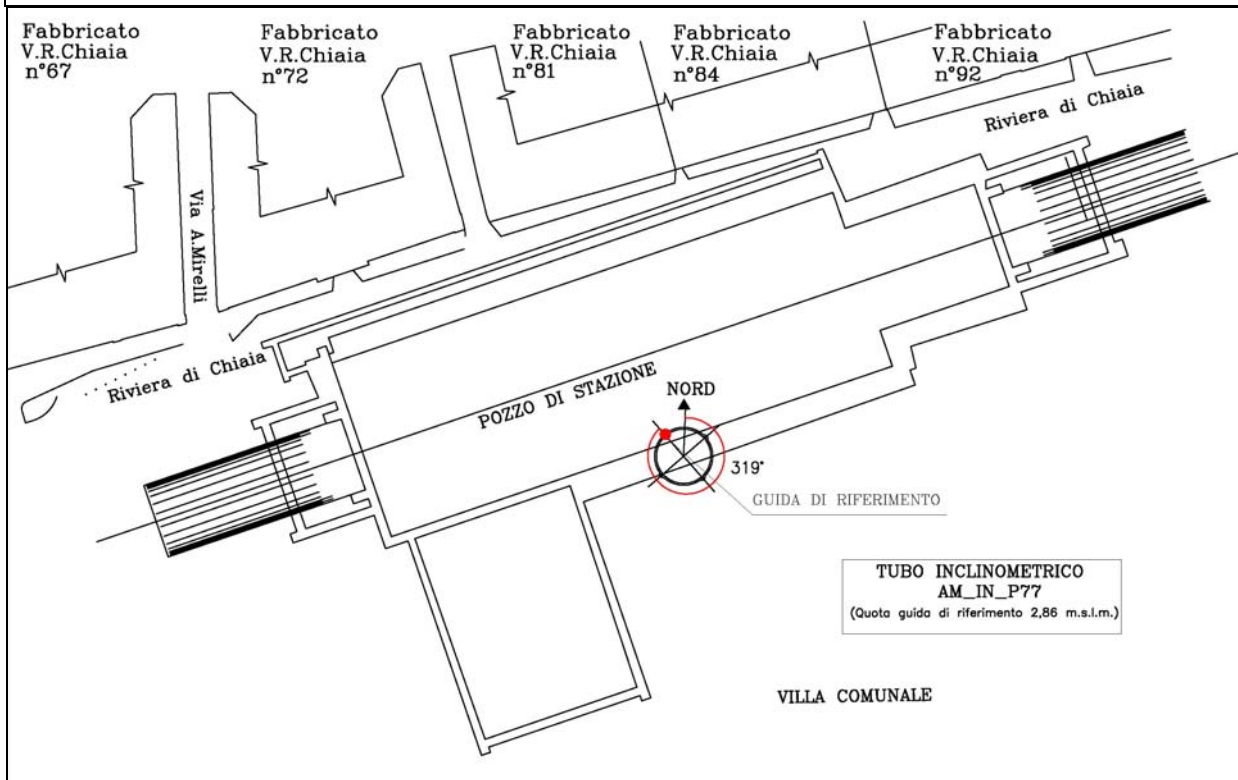 Fabbricato
V.R.Chiaia
n°67
Fabbricato
V.R.Chiaia
n°72
Fabbricato
V.R.Chiaia
n°81
Fabbricato
V.R.Chiaia
n°84
Fabbricato
V.R.Chiaia
n°92
Riviera di Chiaia
Via A.Mirelli
Riviera di Chiaia
POZZO DI STAZIONE
NORD
319°
GUIDA DI RIFERIMENTO
TUBO INCLINOMETRICO
AM_IN_P77
(Quota guida di riferimento 2,86 m.s.l.m.)
VILLA COMUNALE